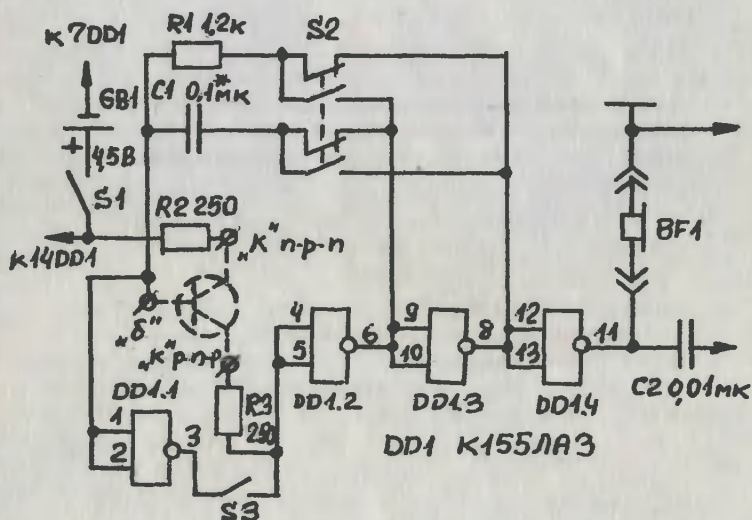 к 7DD1
R1 1,2к
S2
C1 0,1* мк
GB1
4,5В
+
S1
R2 250
„к" п-р-п
к14DD1
„б"
„к" р-п-р
BF1
DD1.1
1
2
3
R3
250
S3
4
5
6
DD1.2
9
10
8
DD1.3
12
13
11
DD1.4
C2 0,01мк
DD1 К155ЛА3